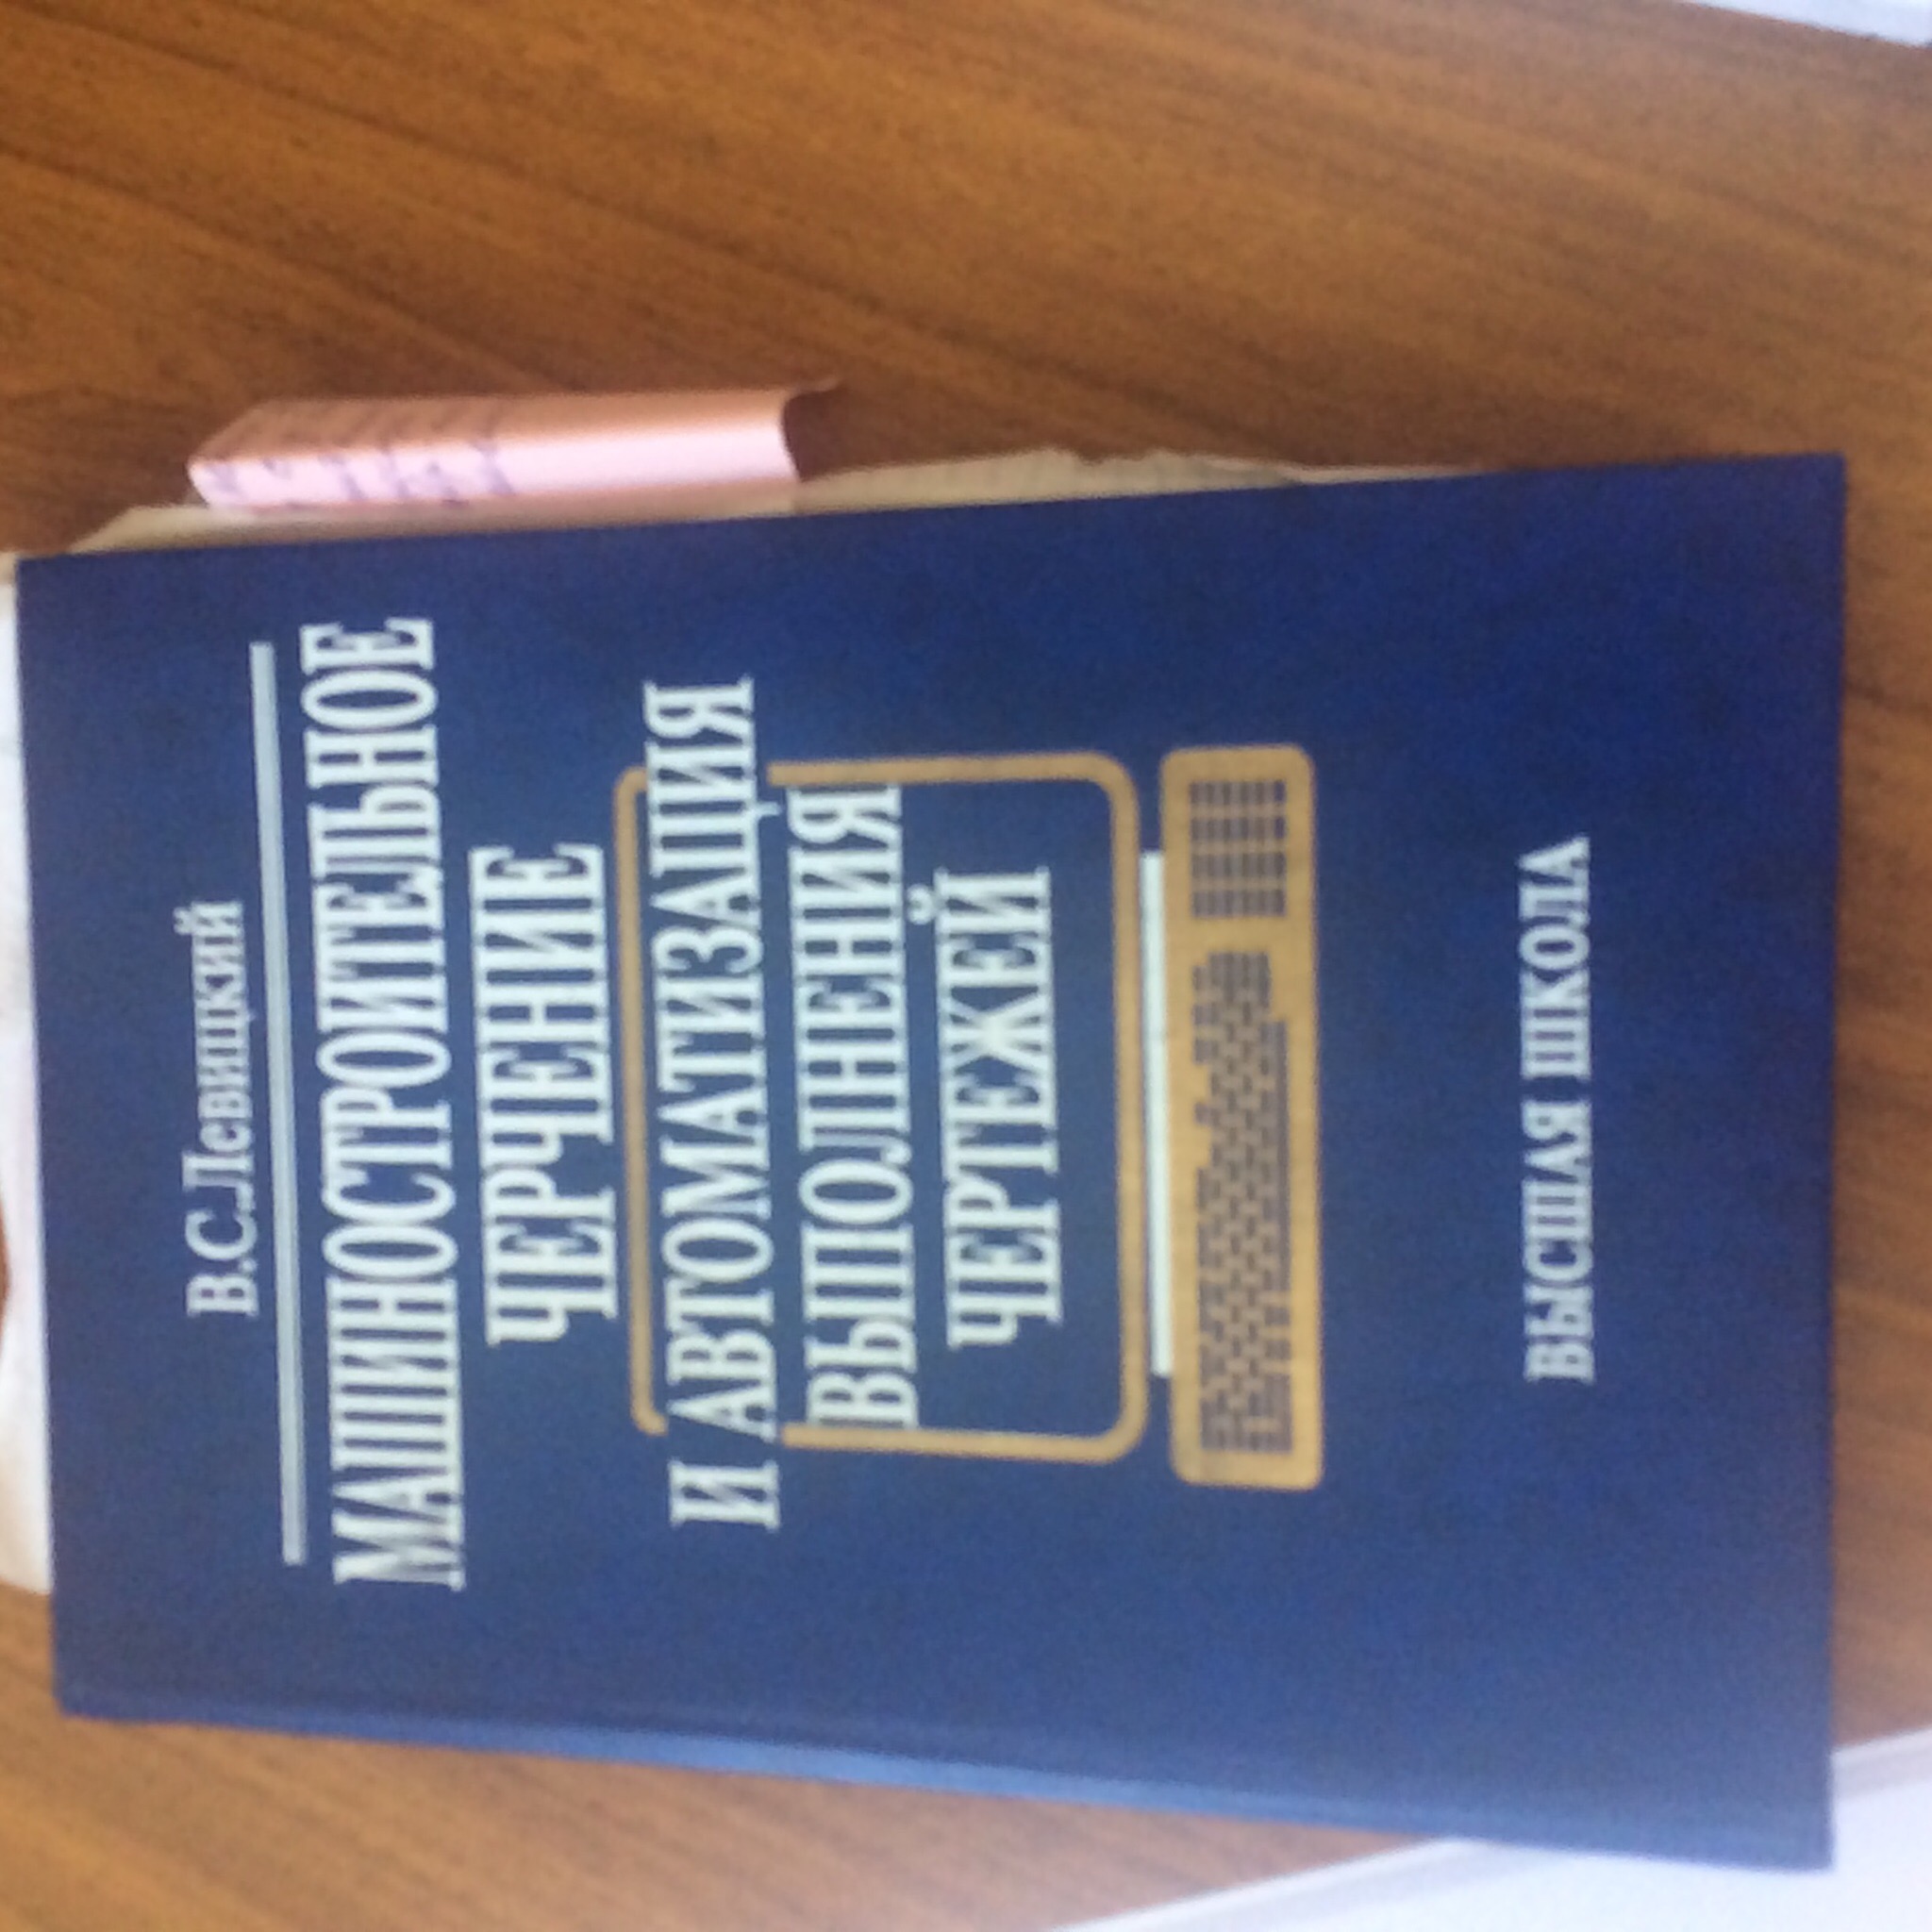 В.С.Левицкий
МАШИНОСТРОИТЕЛЬНОЕ
ЧЕРЧЕНИЕ
И АВТОМАТИЗАЦИЯ
ВЫПОЛНЕНИЯ
ЧЕРТЕЖЕЙ
ВЫСШАЯ ШКОЛА